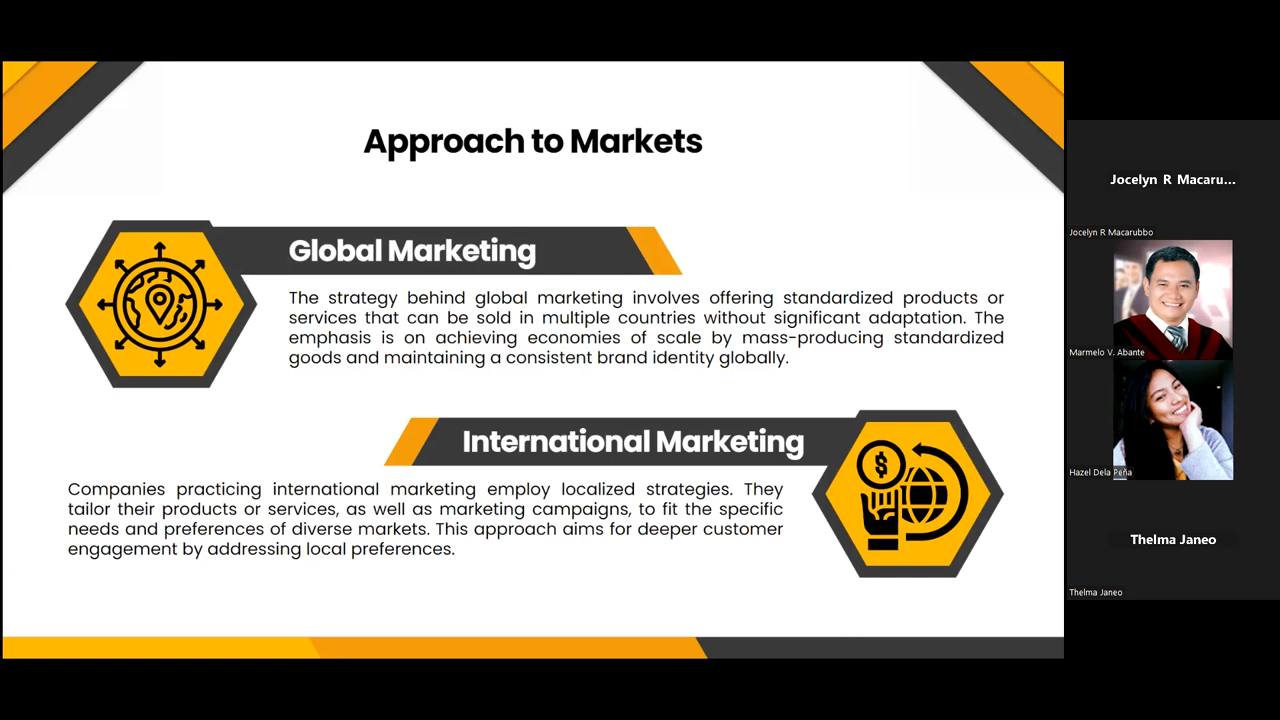 Approach to Markets
Global Marketing
The strategy behind global marketing involves offering standardized products or
services that can be sold in multiple countries without significant adaptation. The
emphasis is on achieving economies of scale by mass-producing standardized
goods and maintaining a consistent brand identity globally.
International Marketing
Companies practicing international marketing employ localized strategies. They
tailor their products or services, as well as marketing campaigns, to fit the specific
needs and preferences of diverse markets. This approach aims for deeper customer
engagement by addressing local preferences.
Jocelyn R Macaru...
Jocelyn R Macarubbo
Marmelo V. Abante
Hazel Dela Peña
Thelma Janeo
Thelma Janeo